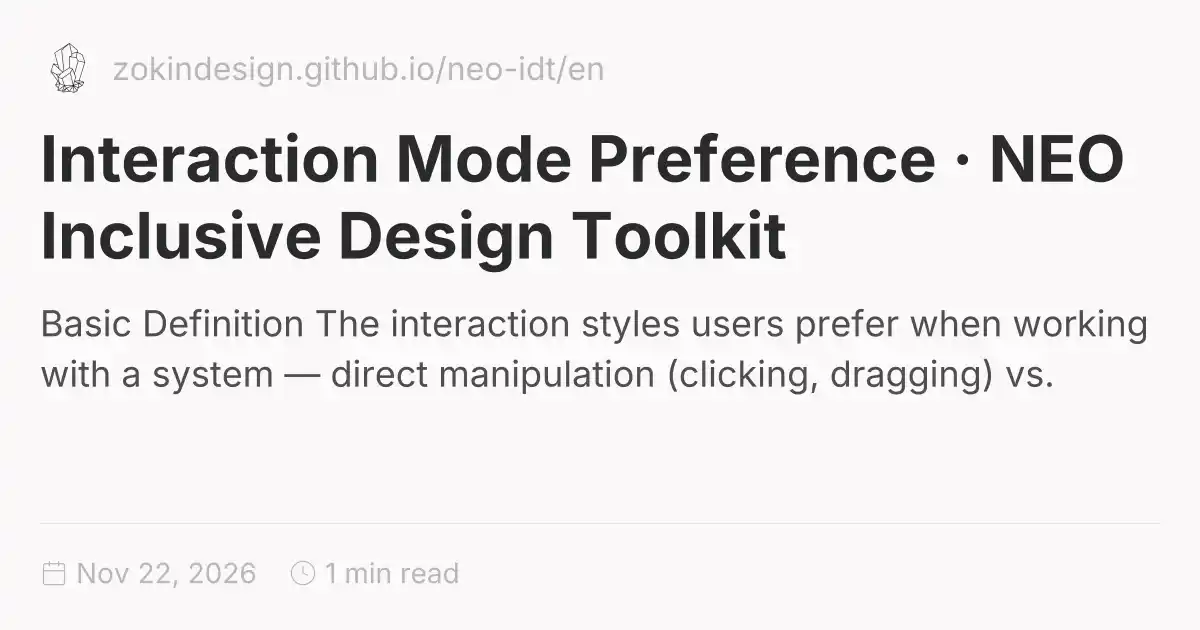 zokindesign.github.io/neo-idt/en
Interaction Mode Preference · NEO
Inclusive Design Toolkit
Basic Definition The interaction styles users prefer when working
with a system — direct manipulation (clicking, dragging) vs.
Nov 22, 2026 1 min read